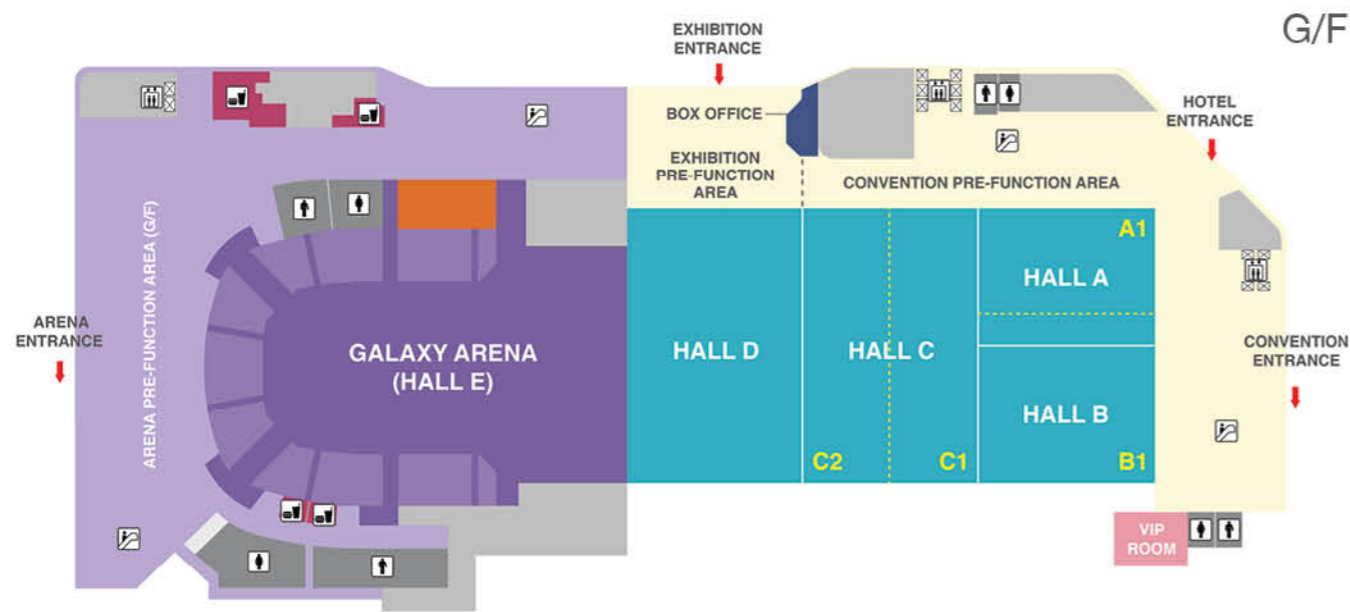 G/F
EXHIBITION
ENTRANCE
BOX OFFICE
HOTEL
ENTRANCE
EXHIBITION
PRE-FUNCTION
AREA
CONVENTION PRE-FUNCTION AREA
ARENA PRE-FUNCTION AREA (G/F)
ARENA
ENTRANCE
GALAXY ARENA
(HALL E)
HALL D
HALL C
C2
C1
A1
HALL A
HALL B
B1
CONVENTION
ENTRANCE
VIP
ROOM